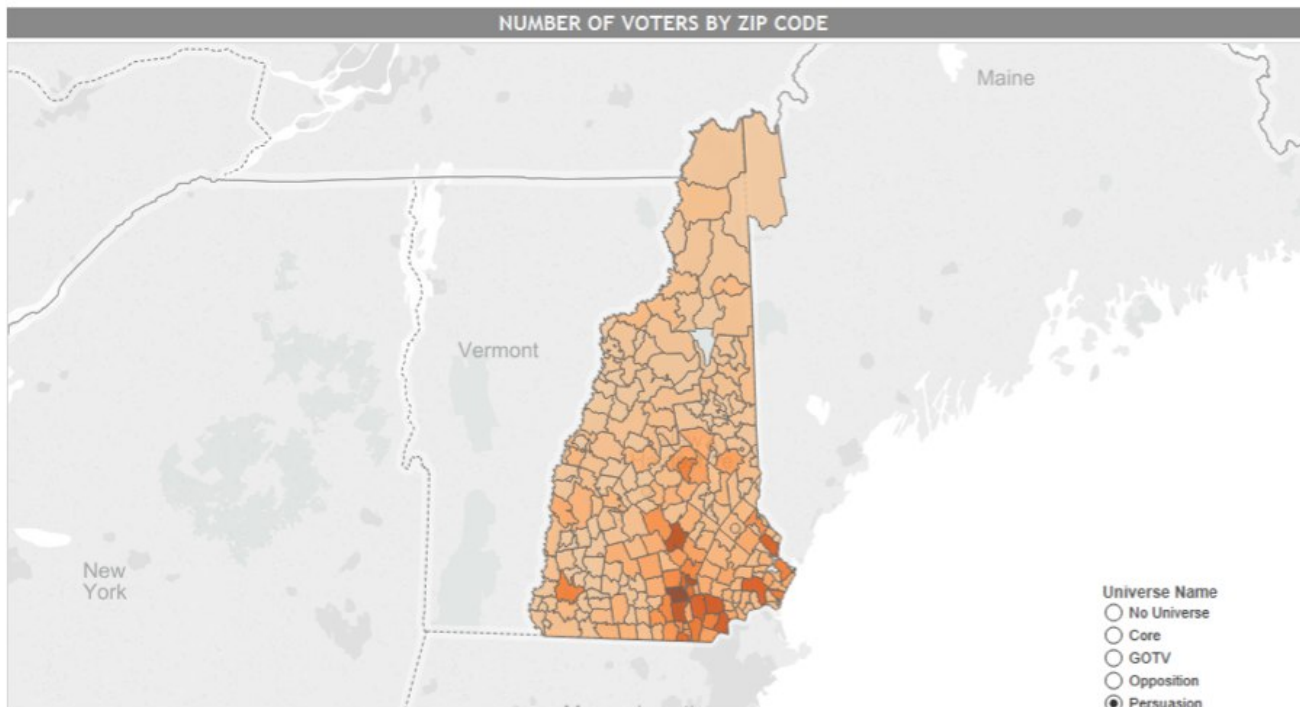 NUMBER OF VOTERS BY ZIP CODE
Maine
Vermont
New
York
Universe Name
No Universe
Core
GOTV
Opposition
Persuasion